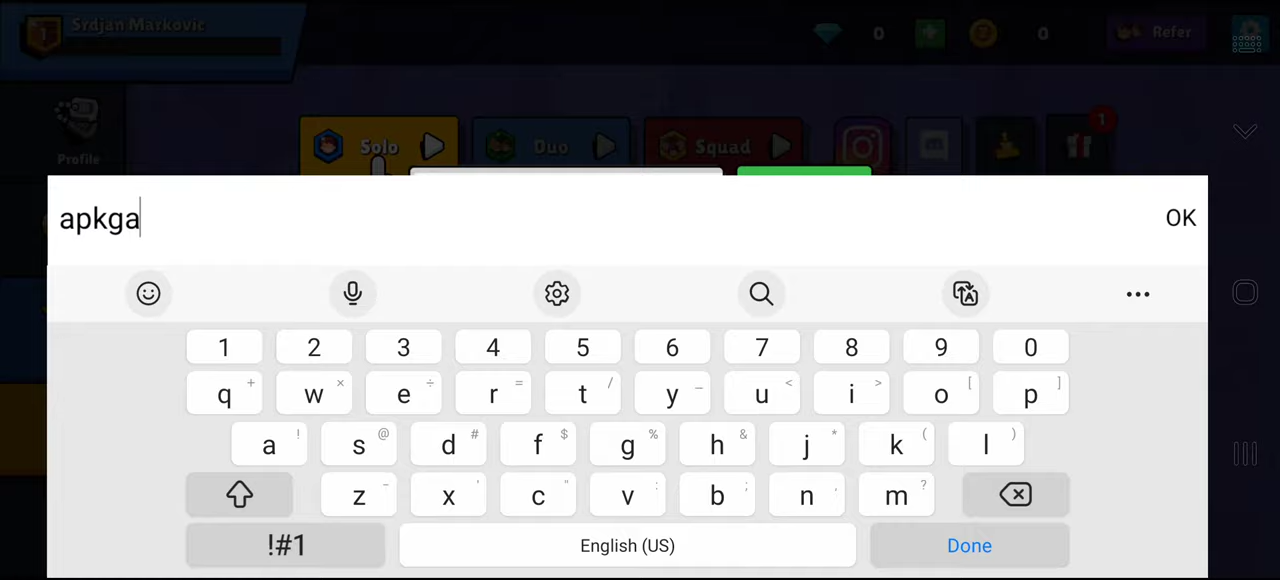 1 Srdjan Markovic 0 0 Refer
Profile
Solo Duo Squad 1
apkga OK
1 2 3 4 5 6 7 8 9 0
q + w × e ÷ r = t / y _ u < i > o [ p ]
a ! s @ d # f $ g % h & j * k ( l )
z - x ' c " v : b ; n , m ?
!#1 English (US) Done